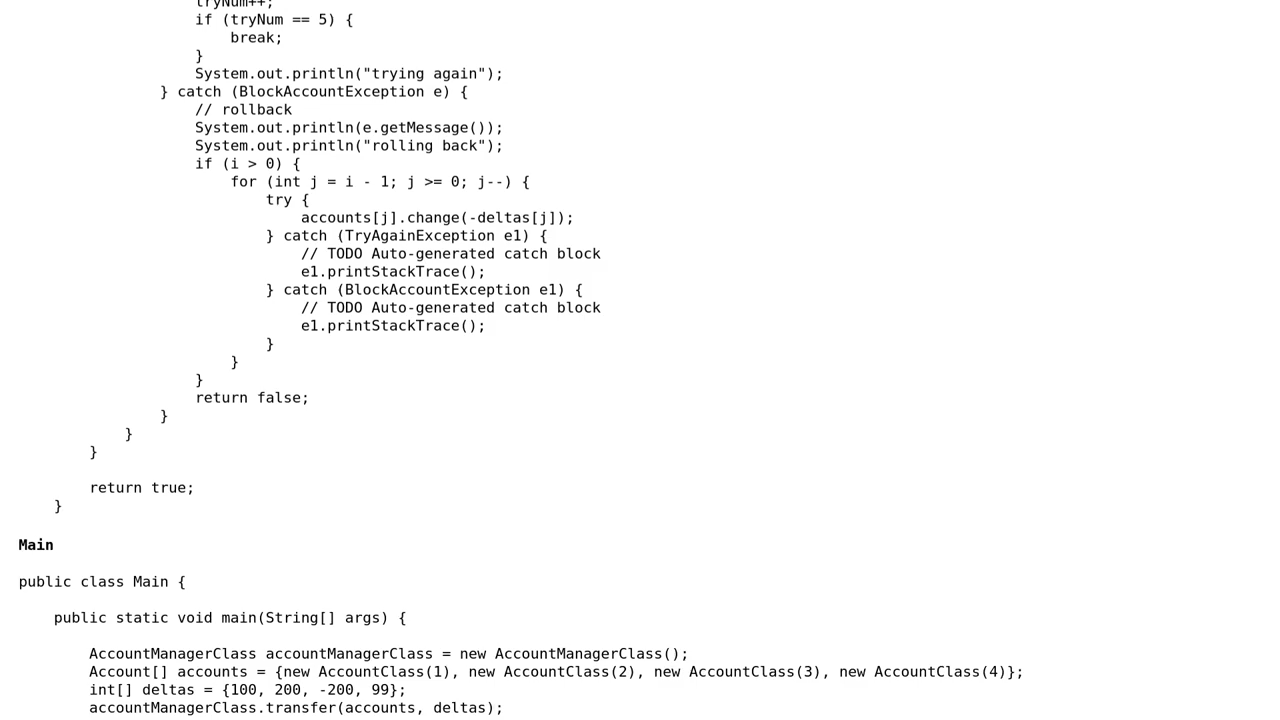 tryNum++;
if (tryNum == 5) {
break;
}
System.out.println("trying again");
} catch (BlockAccountException e) {
// rollback
System.out.println(e.getMessage());
System.out.println("rolling back");
if (i > 0) {
for (int j = i - 1; j >= 0; j--) {
try {
accounts[j].change(-deltas[j]);
} catch (TryAgainException e1) {
// TODO Auto-generated catch block
e1.printStackTrace();
} catch (BlockAccountException e1) {
// TODO Auto-generated catch block
e1.printStackTrace();
}
}
}
return false;
}
}
}
return true;
}
Main
public class Main {
public static void main(String[] args) {
AccountManagerClass accountManagerClass = new AccountManagerClass();
Account[] accounts = {new AccountClass(1), new AccountClass(2), new AccountClass(3), new AccountClass(4)};
int[] deltas = {100, 200, -200, 99};
accountManagerClass.transfer(accounts, deltas);